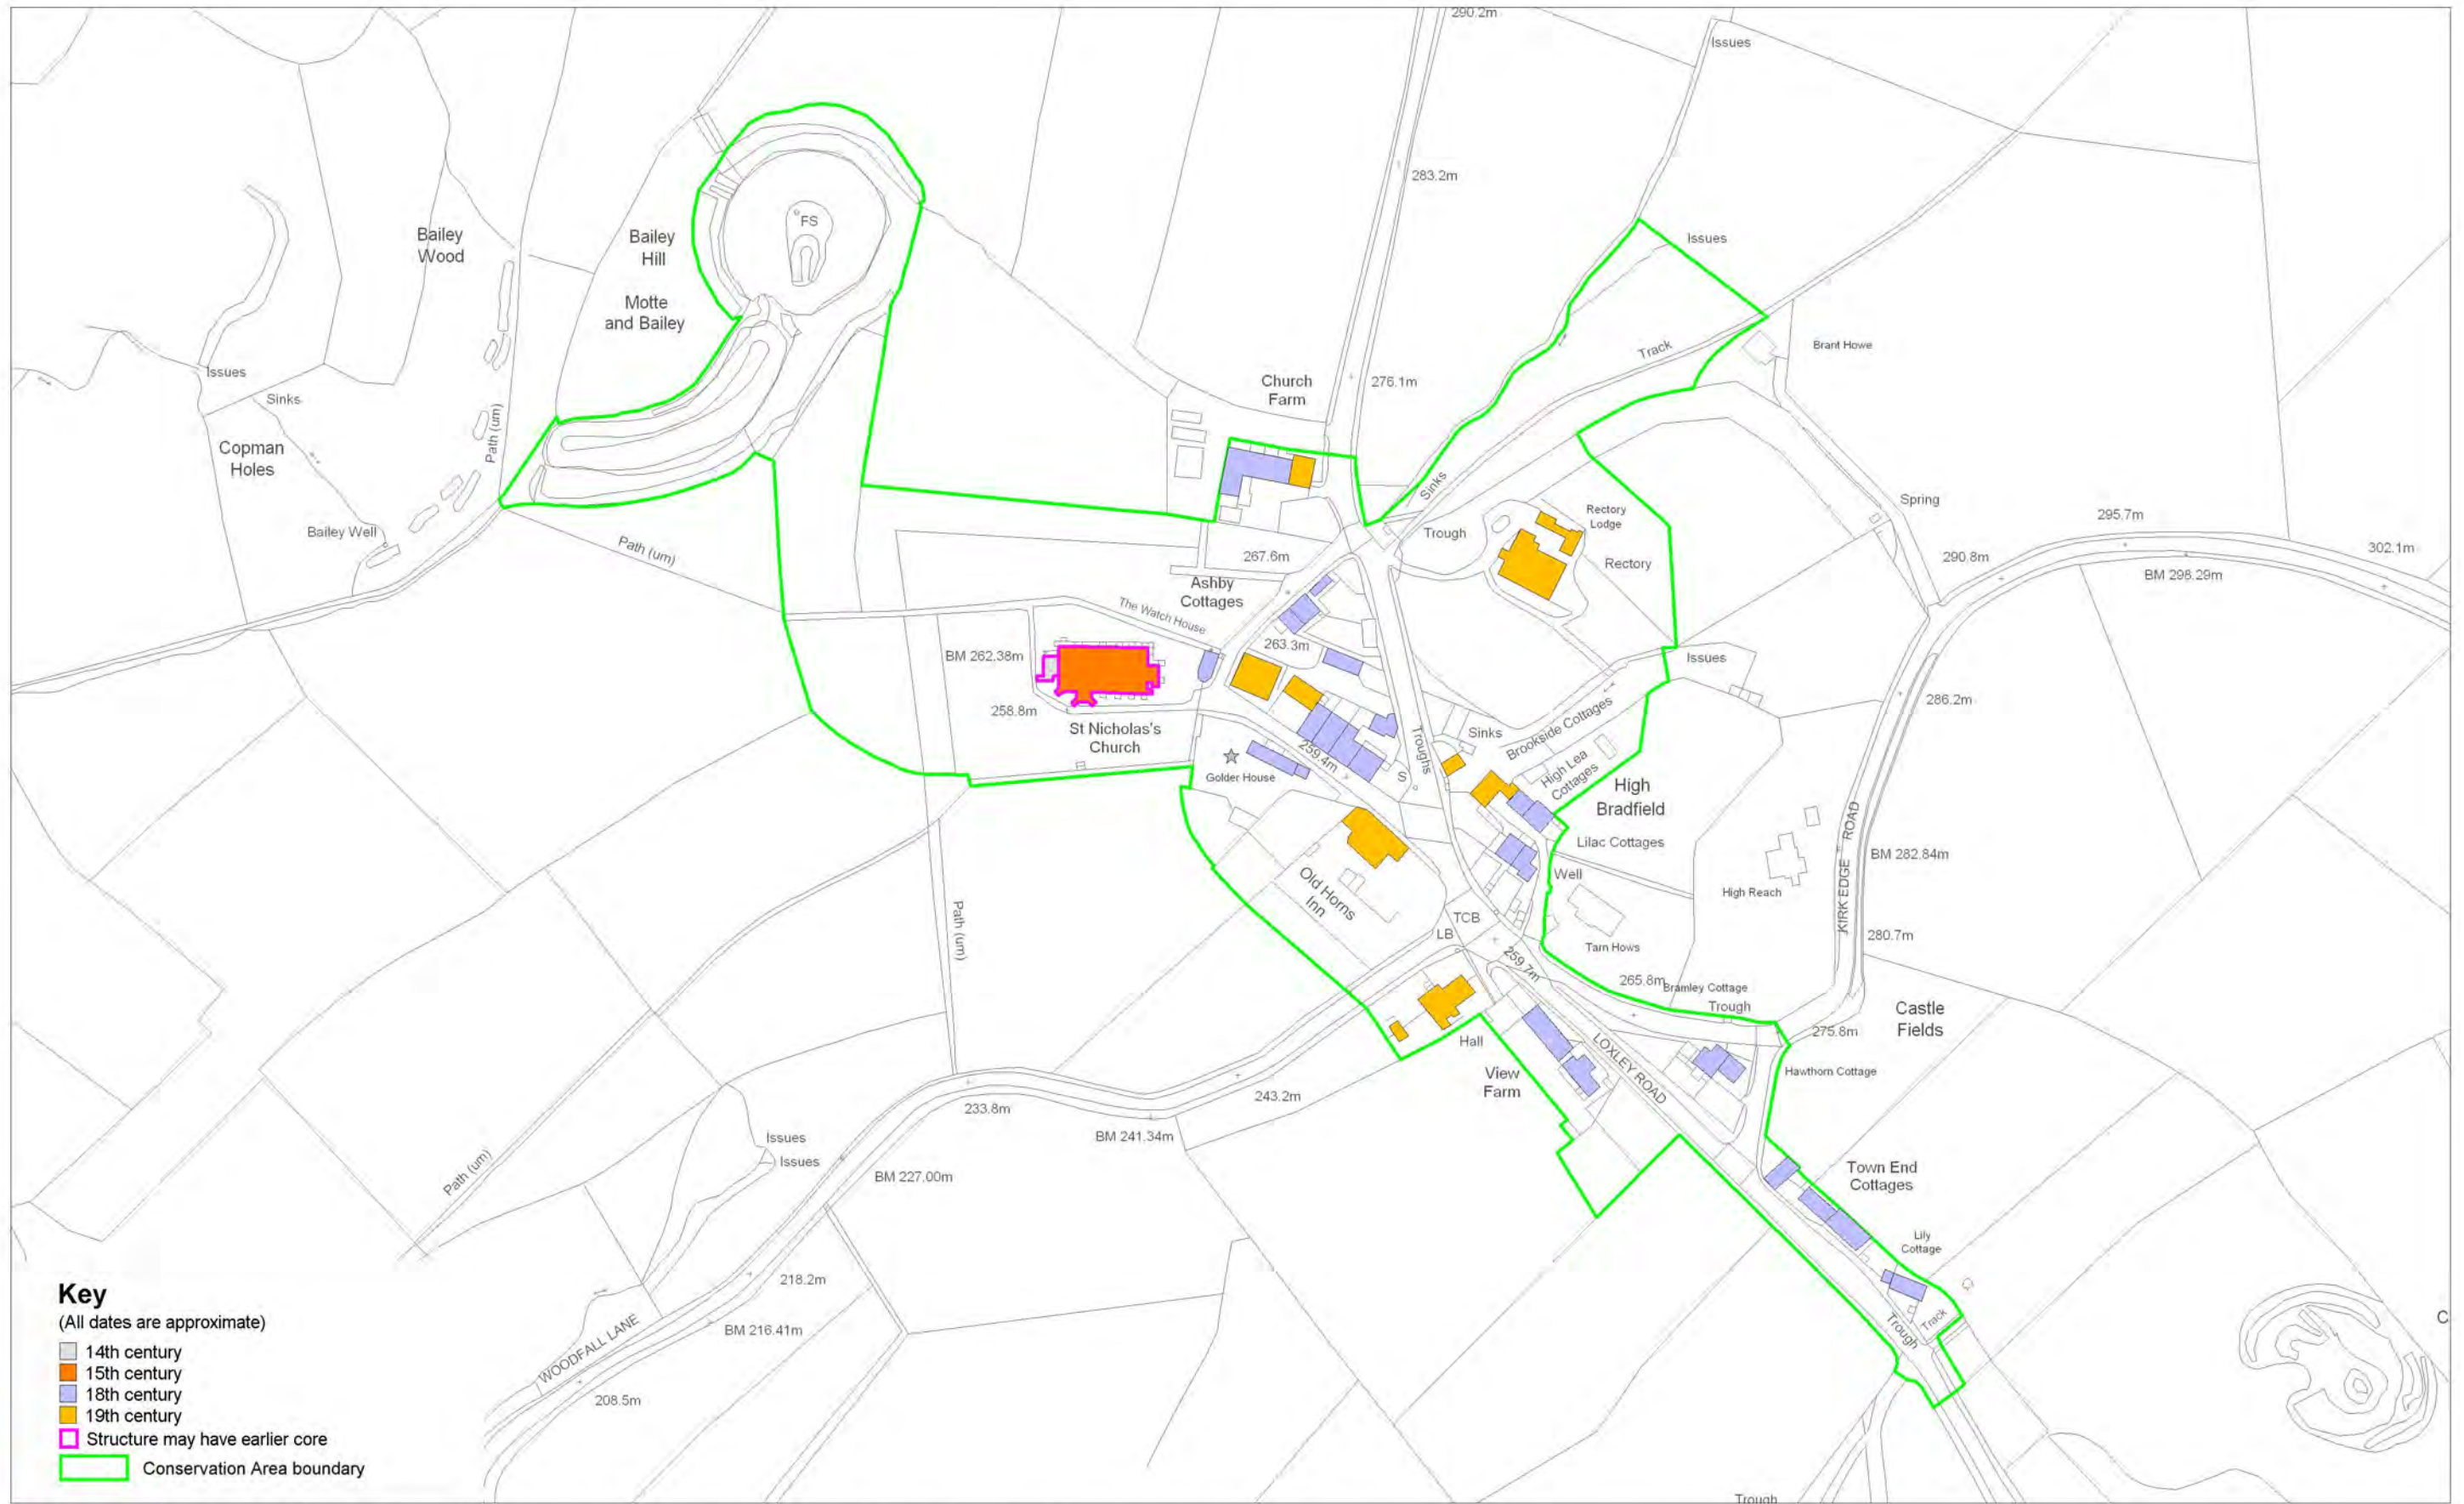 290.2m
Issues
283.2m
Bailey
Wood
Bailey
Hill
FS
Issues
Motte
and Bailey
Track
Brant Howe
Issues
Sinks
Church
Farm
276.1m
Path (um)
Copman
Holes
Sinks
Rectory
Lodge
Spring
295.7m
Bailey Well
Path (um)
267.6m
Trough
Rectory
290.8m
302.1m
BM 298.29m
Ashby
Cottages
The Watch House
263.3m
BM 262.38m
Issues
258.8m
St Nicholas's
Church
286.2m
Troughs
Sinks
Brookside Cottages
259.4m
Golder House
S
High Lea
Cottages
High
Bradfield
Lilac Cottages
KIRK EDGE ROAD
BM 282.84m
Old Horns
Inn
Well
High Reach
Path (um)
TCB
LB
Tarn Hows
280.7m
259.7m
265.8m
Bramley Cottage
Trough
Castle
Fields
275.8m
Hall
LOXLEY ROAD
View
Farm
Hawthorn Cottage
243.2m
233.8m
BM 241.34m
Issues
Issues
BM 227.00m
Path (um)
Town End
Cottages
Lily
Cottage
Track
Trough
218.2m
BM 216.41m
WOODFALL LANE
208.5m
C
Trough
Key
(All dates are approximate)
14th century
15th century
18th century
19th century
Structure may have earlier core
Conservation Area boundary